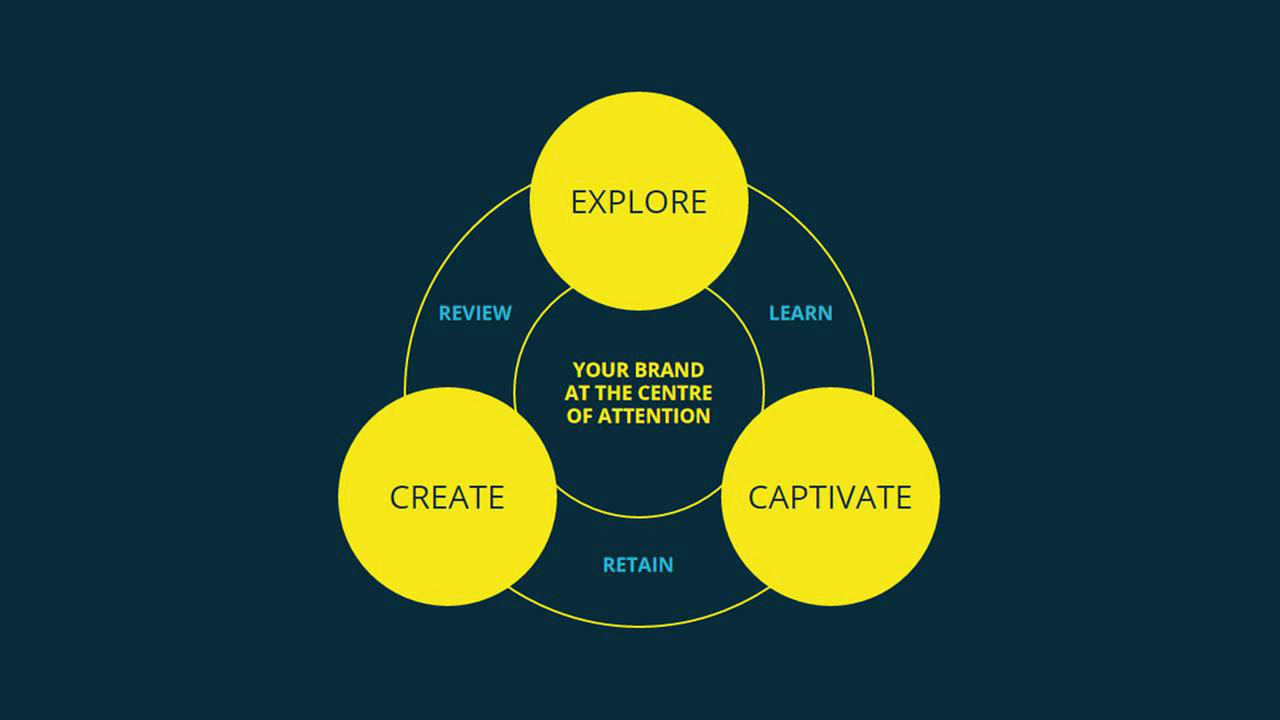 EXPLORE
REVIEW
LEARN
YOUR BRAND
AT THE CENTRE
OF ATTENTION
CREATE
CAPTIVATE
RETAIN